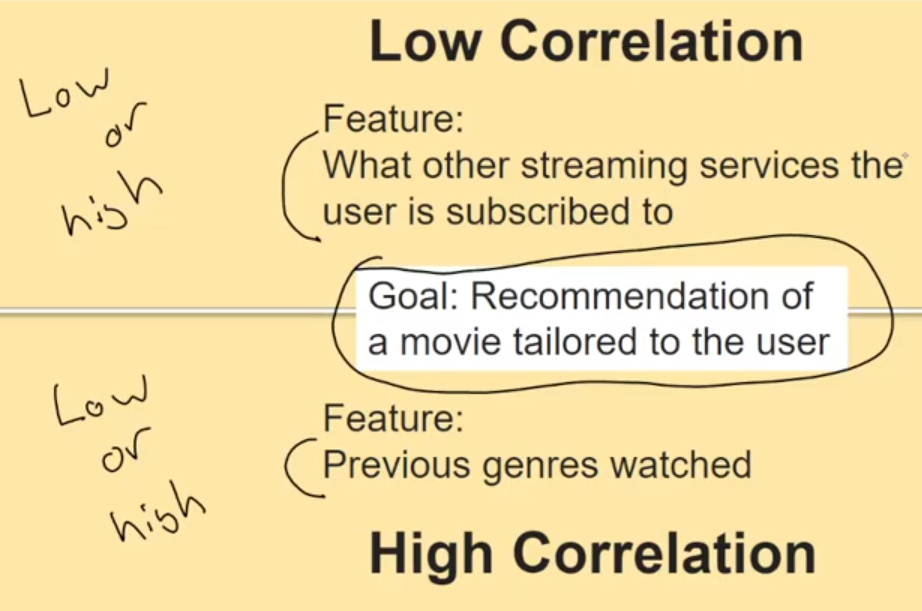 Low Correlation
Low
or
high
Feature:
What other streaming services the
user is subscribed to
Goal: Recommendation of
a movie tailored to the user
Low
or
high
Feature:
Previous genres watched
High Correlation